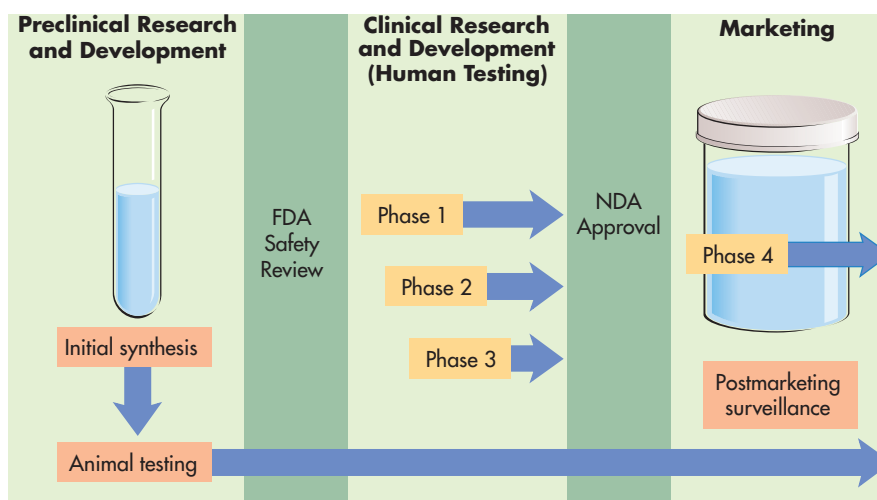 Preclinical Research
and Development
Clinical Research
and Development
(Human Testing)
Marketing
FDA
Safety
Review
Phase 1
Phase 2
Phase 3
NDA
Approval
Phase 4
Initial synthesis
Animal testing
Postmarketing
surveillance